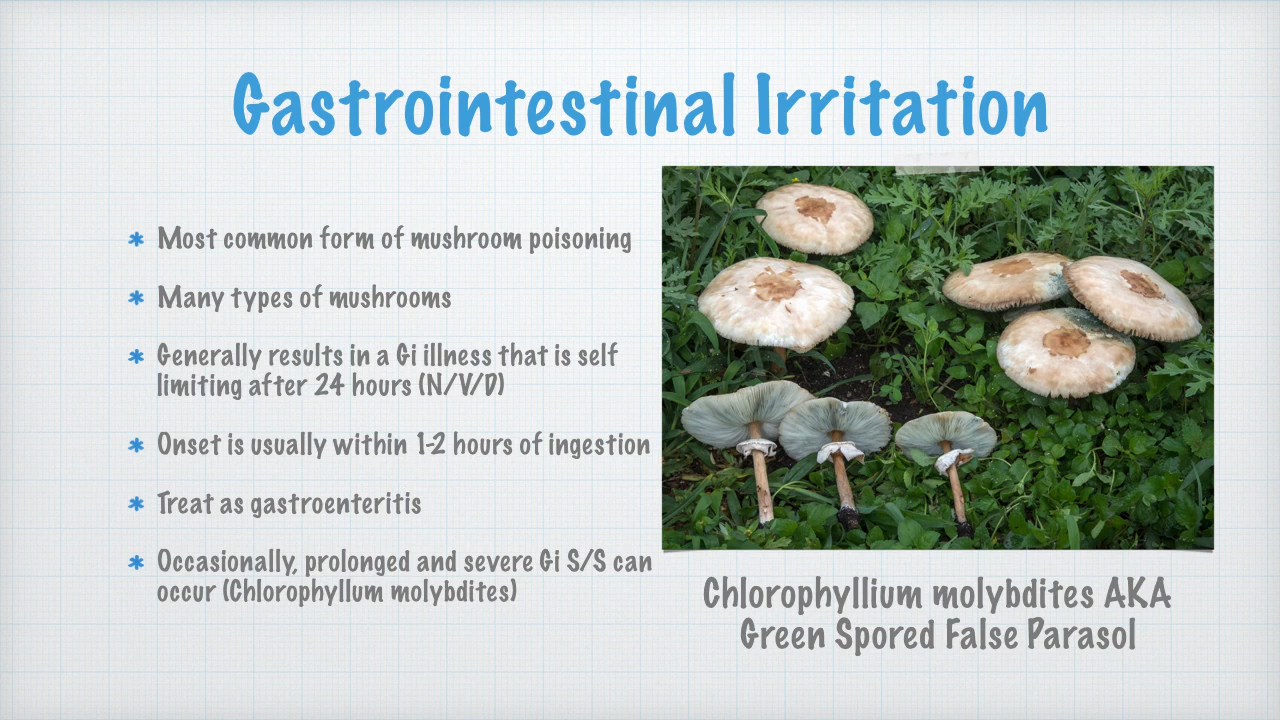 Gastrointestinal Irritation
* Most common form of mushroom poisoning
* Many types of mushrooms
* Generally results in a Gi illness that is self
limiting after 24 hours (N/V/D)
* Onset is usually within 1-2 hours of ingestion
* Treat as gastroenteritis
* Occasionally, prolonged and severe Gi S/S can
occur (Chlorophyllum molybdites)
Chlorophyllium molybdites AKA
Green Spored False Parasol